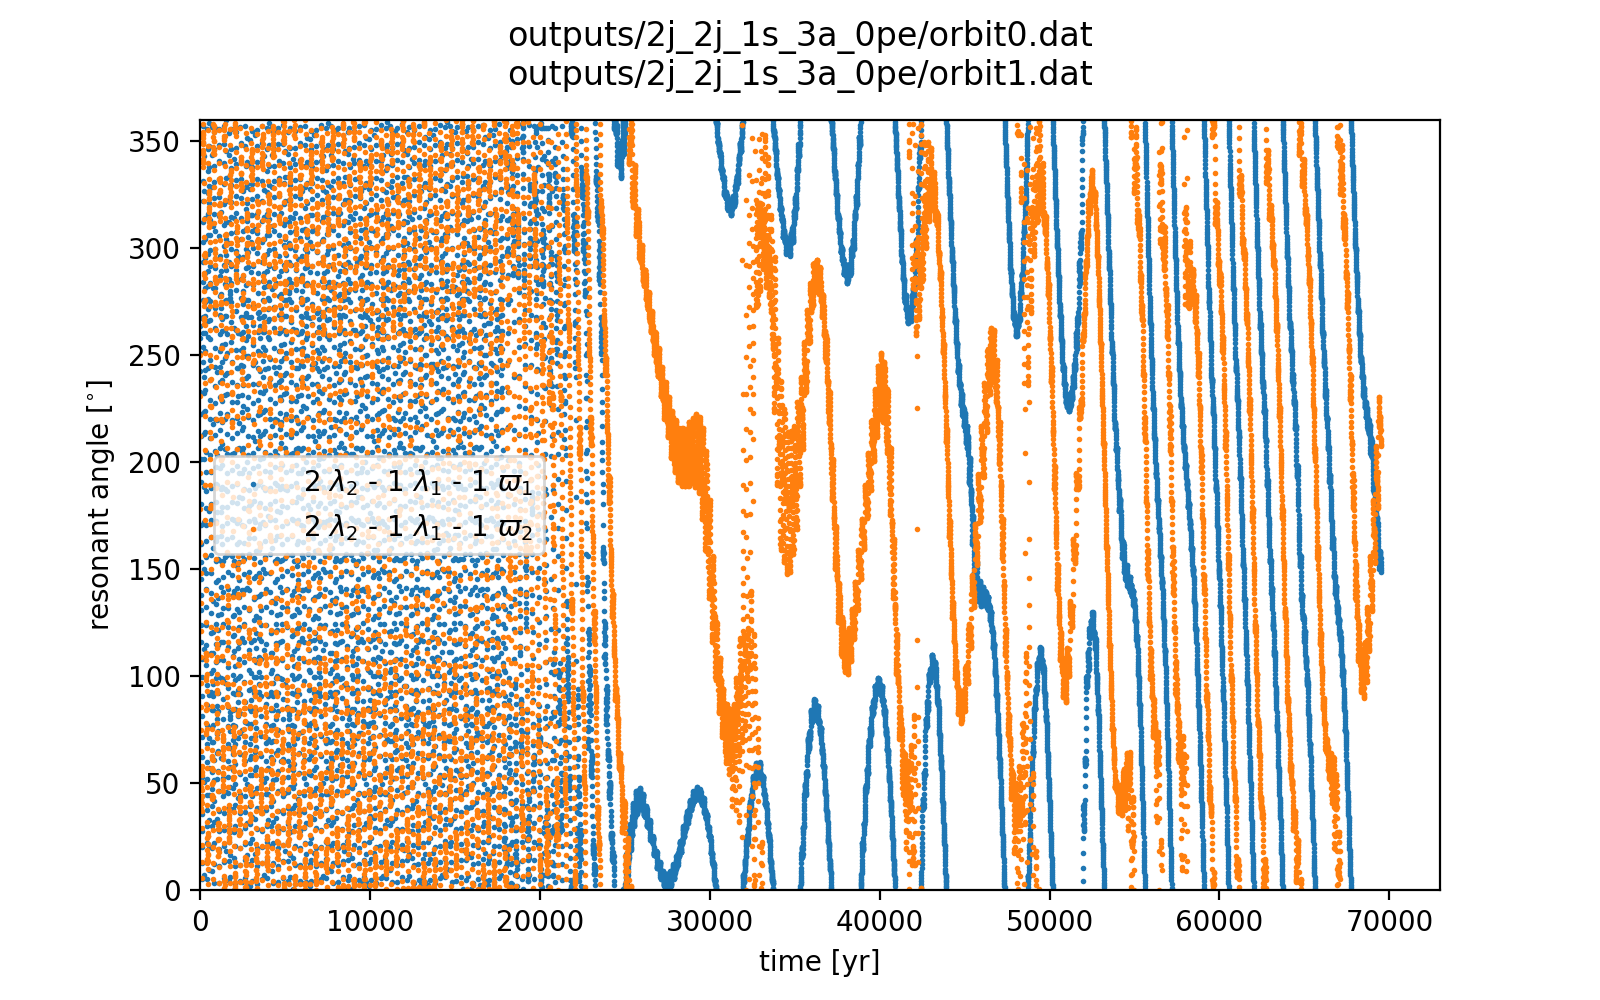 outputs/2j_2j_1s_3a_0pe/orbit0.dat
outputs/2j_2j_1s_3a_0pe/orbit1.dat
350
300
250
200
150
100
50
0
resonant angle [°]
2 λ₂ - 1 λ₁ - 1 ϖ₁
2 λ₂ - 1 λ₁ - 1 ϖ₂
0 10000 20000 30000 40000 50000 60000 70000
time [yr]